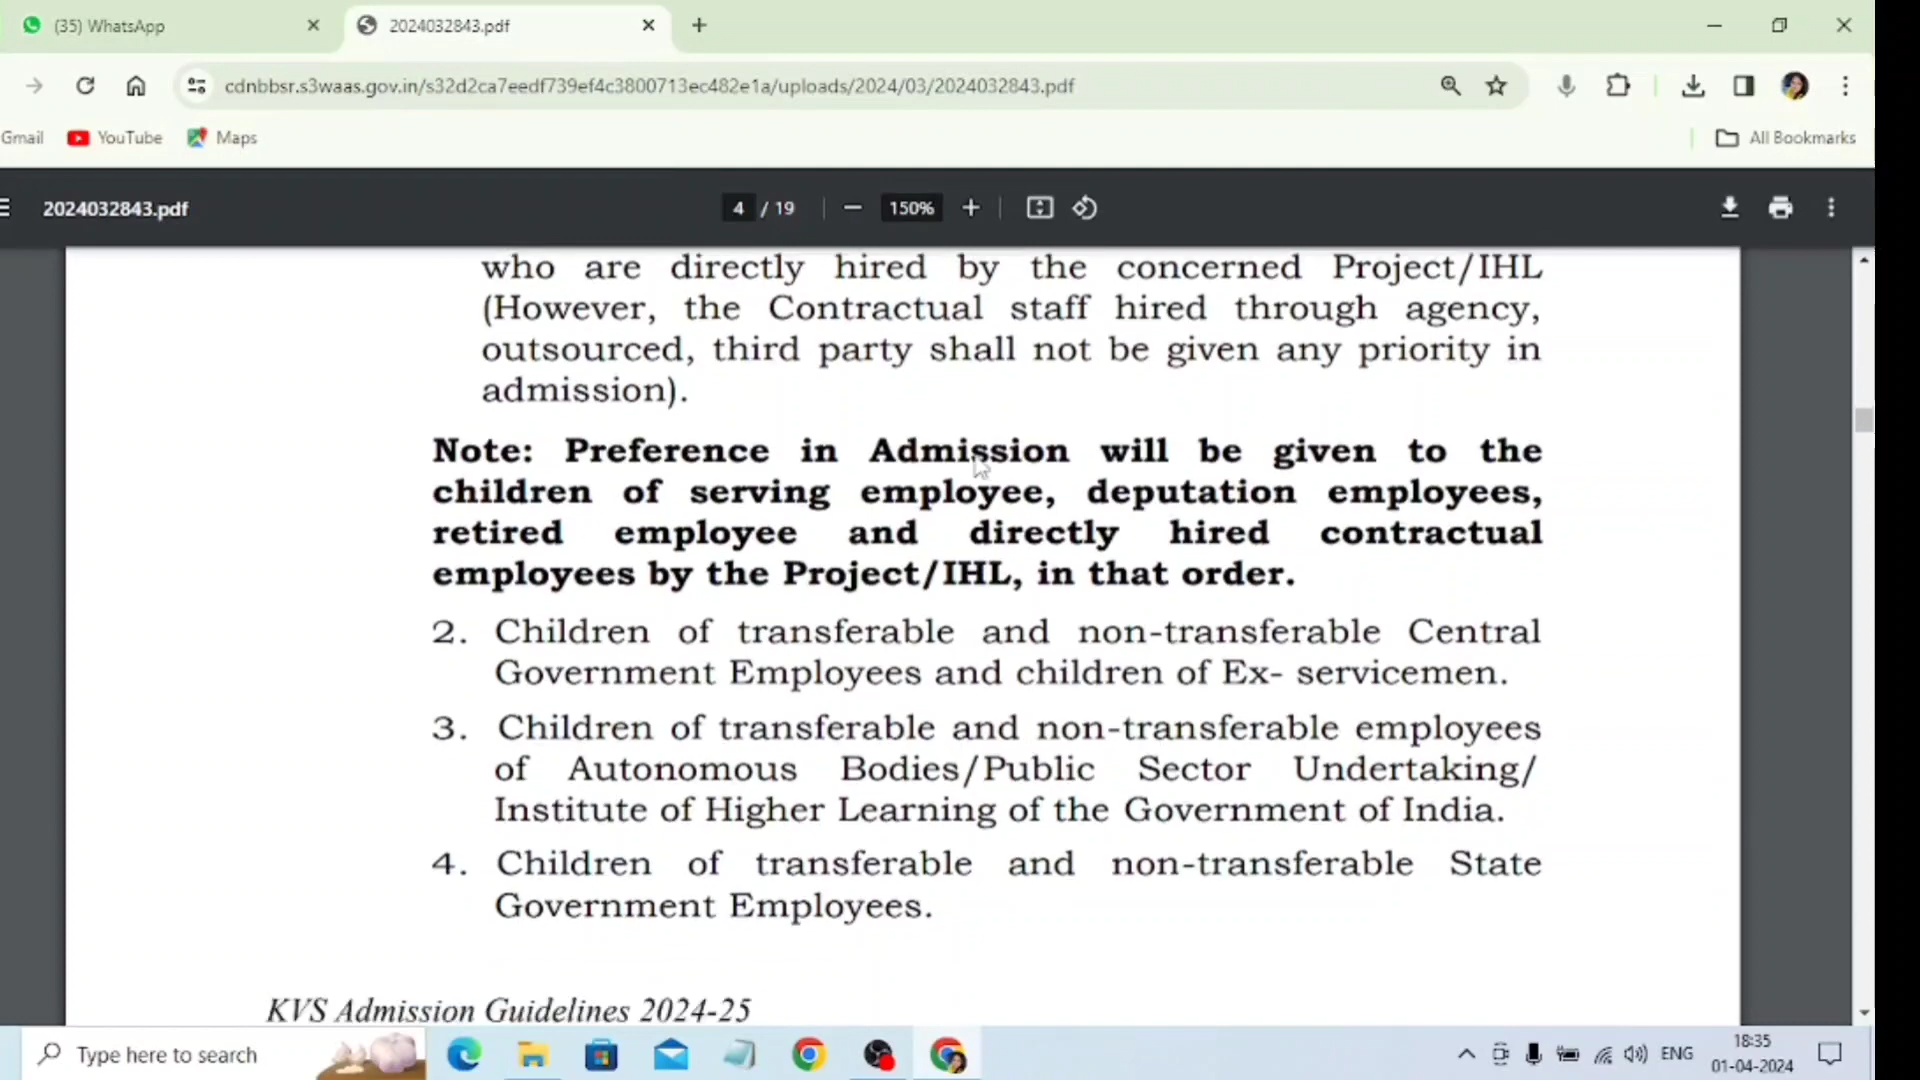 (35) WhatsApp
2024032843.pdf
cdnbbsr.s3waas.gov.in/s32d2ca7eedf739ef4c3800713ec482e1a/uploads/2024/03/2024032843.pdf
Gmail YouTube Maps All Bookmarks
2024032843.pdf 4 / 19 150%
who are directly hired by the concerned Project/IHL
(However, the Contractual staff hired through agency,
outsourced, third party shall not be given any priority in
admission).
Note: Preference in Admission will be given to the
children of serving employee, deputation employees,
retired employee and directly hired contractual
employees by the Project/IHL, in that order.
2. Children of transferable and non-transferable Central
Government Employees and children of Ex- servicemen.
3. Children of transferable and non-transferable employees
of Autonomous Bodies/Public Sector Undertaking/
Institute of Higher Learning of the Government of India.
4. Children of transferable and non-transferable State
Government Employees.
KVS Admission Guidelines 2024-25
Type here to search
ENG
18:35
01-04-2024